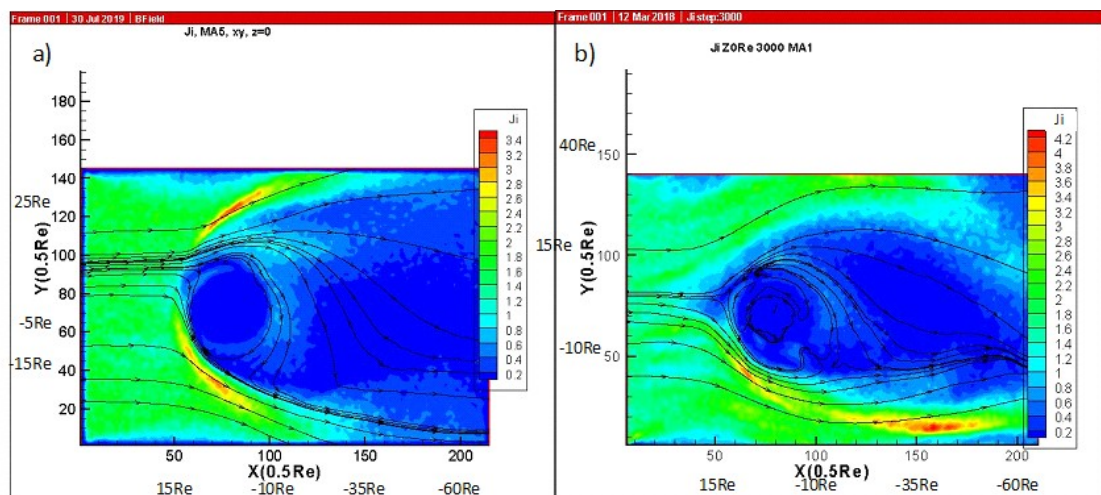 Frame 001 | 30 Jul 2019 | BField
Ji, MA5, xy, z=0
a)
Ji
3.4
3.2
3
2.8
2.6
2.4
2.2
2
1.8
1.6
1.4
1.2
1
0.8
0.6
0.4
0.2
Y(0.5Re)
180
160
140
120
100
80
60
40
20
25Re
-5Re
-15Re
50
100
150
200
X(0.5Re)
15Re
-10Re
-35Re
-60Re
Frame 001 | 12 Mar 2018 | Ji step:3000
Ji Z0Re 3000 MA1
b)
Ji
4.2
4
3.8
3.6
3.4
3.2
3
2.8
2.6
2.4
2.2
2
1.8
1.6
1.4
1.2
1
0.8
0.6
0.4
0.2
Y(0.5Re)
150
100
50
40Re
15Re
-10Re
50
100
150
200
X(0.5Re)
15Re
-10Re
-35Re
-60Re